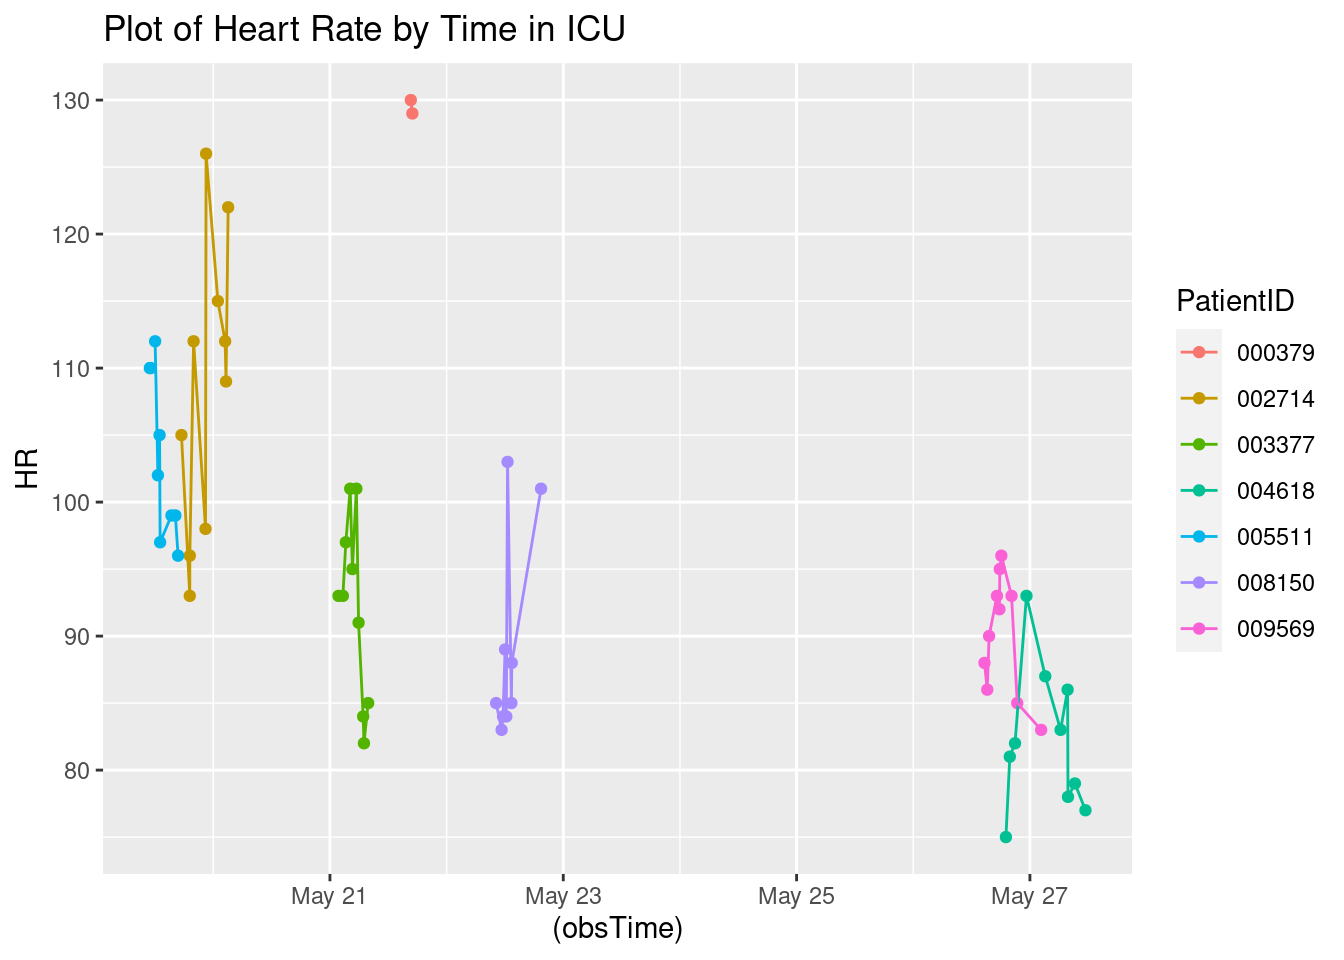 Plot of Heart Rate by Time in ICU
130
120
110
100
90
80
HR
May 21
May 23
May 25
May 27
(obsTime)
PatientID
000379
002714
003377
004618
005511
008150
009569